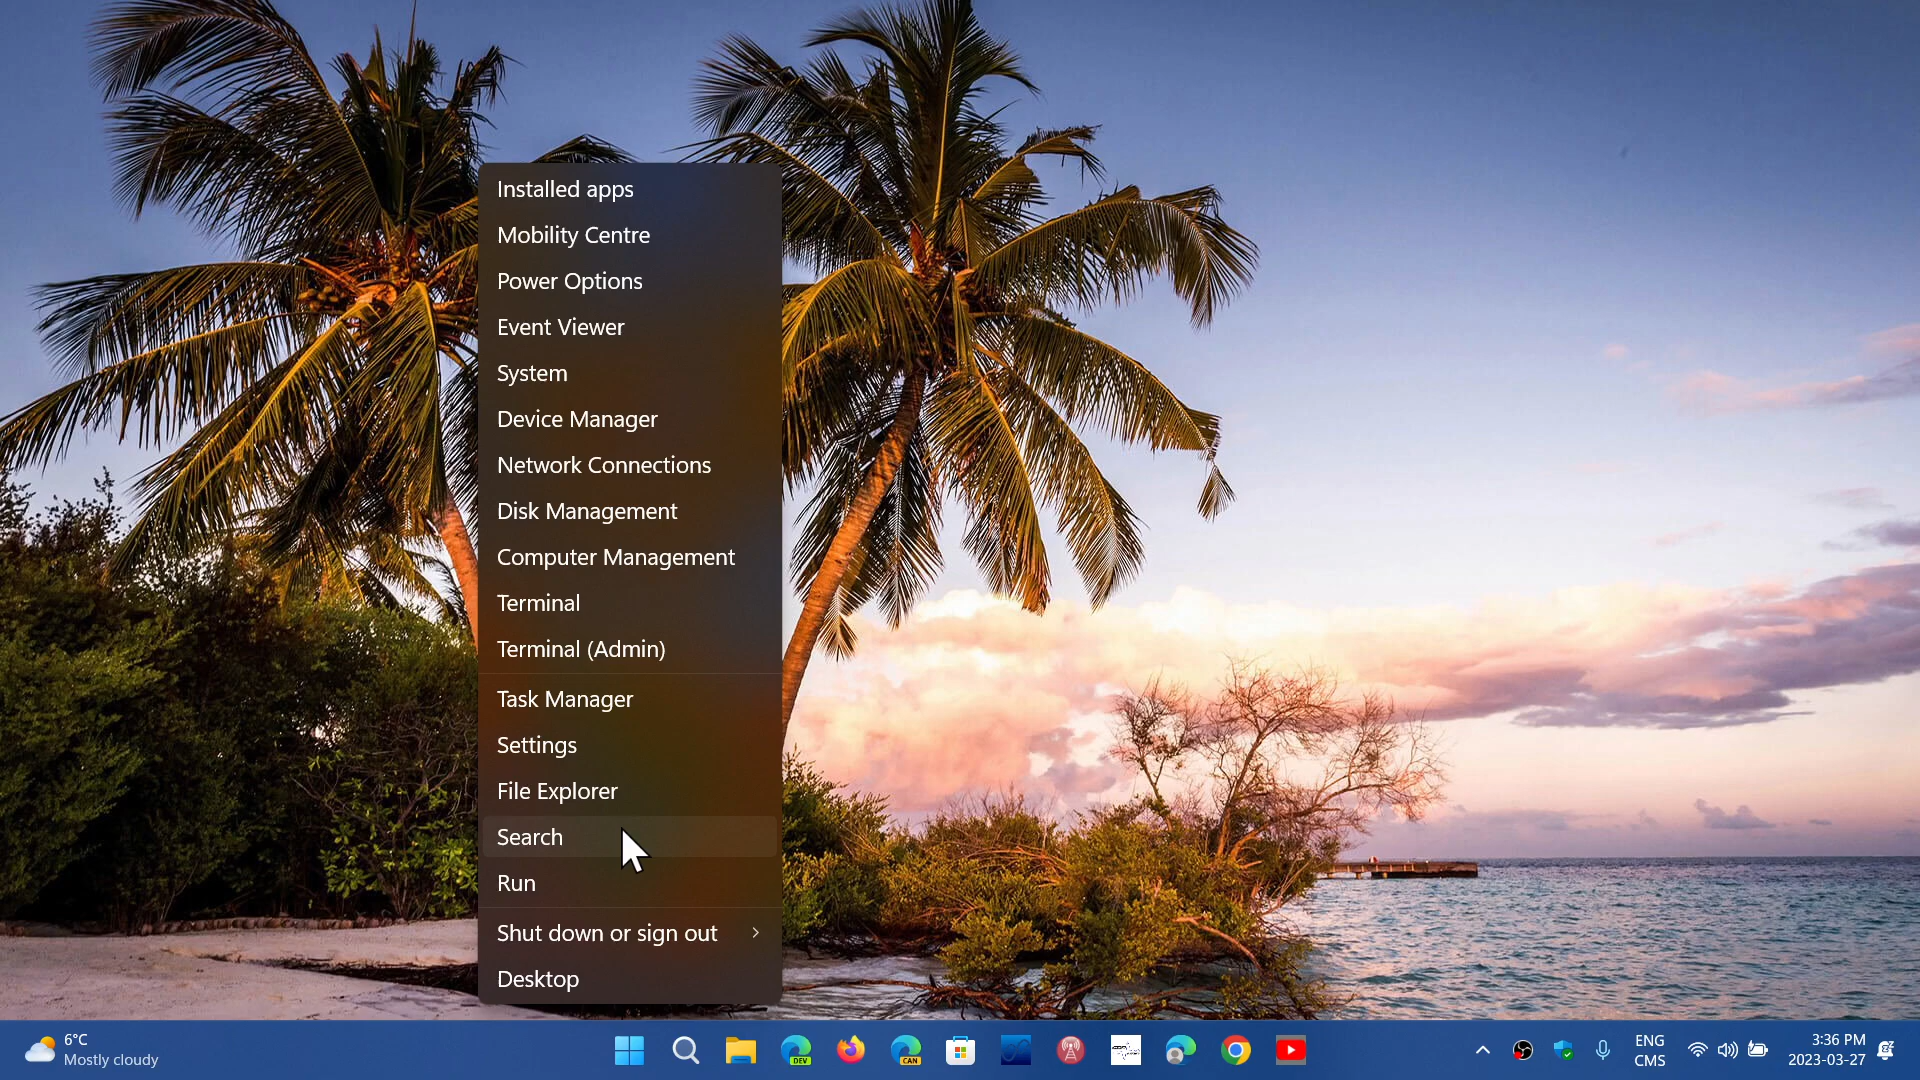 Installed apps
Mobility Centre
Power Options
Event Viewer
System
Device Manager
Network Connections
Disk Management
Computer Management
Terminal
Terminal (Admin)
Task Manager
Settings
File Explorer
Search
Run
Shut down or sign out
Desktop
6°C
Mostly cloudy
DEV
CAN
ENG
CMS
3:36 PM
2023-03-27